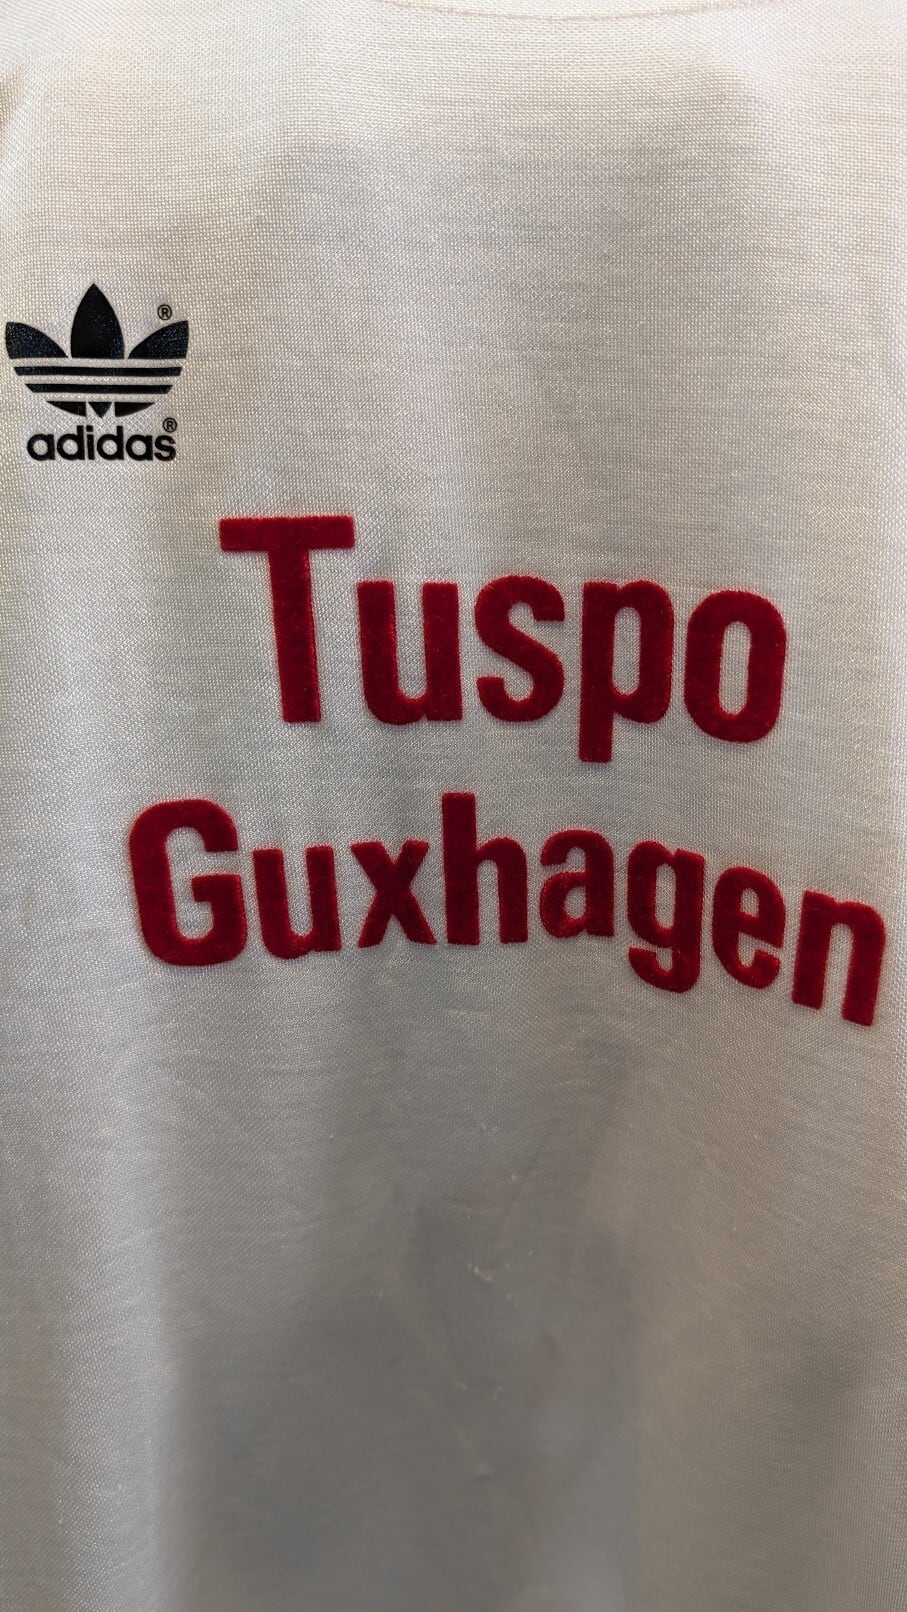 ®
adidas®
Tuspo
Guxhagen